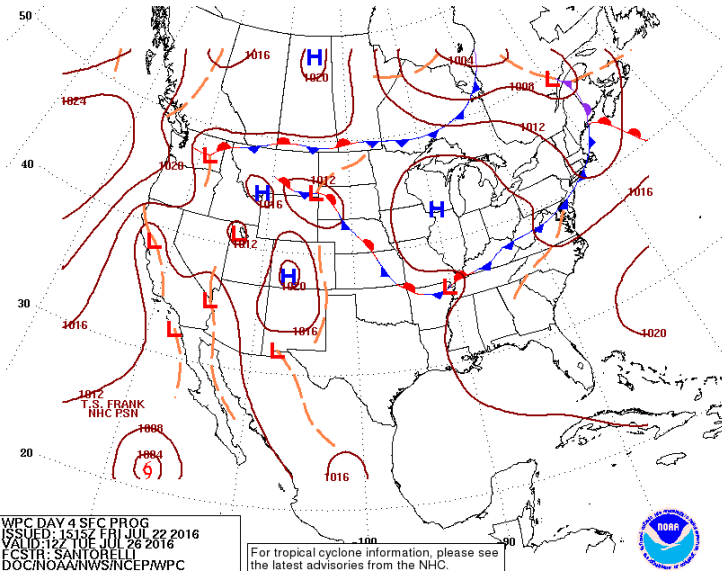 50
1016
H
1020
1004
L
1008
1024
1012
40
1020
L
1012
H
1016
L
H
1016
L
1012
L
H
1020
L
L
30
1016
1016
L
1020
L
1012
T.S. FRANK
NHC PSN
1008
1004
20
1016
-100
-90
WPC DAY 4 SFC PROG
ISSUED: 1515Z FRI JUL 22 2016
VALID: 12Z TUE JUL 26 2016
FCSTR: SANTORELLI
DOC/NOAA/NWS/NCEP/WPC
For tropical cyclone information, please see
the latest advisories from the NHC.
NOAA